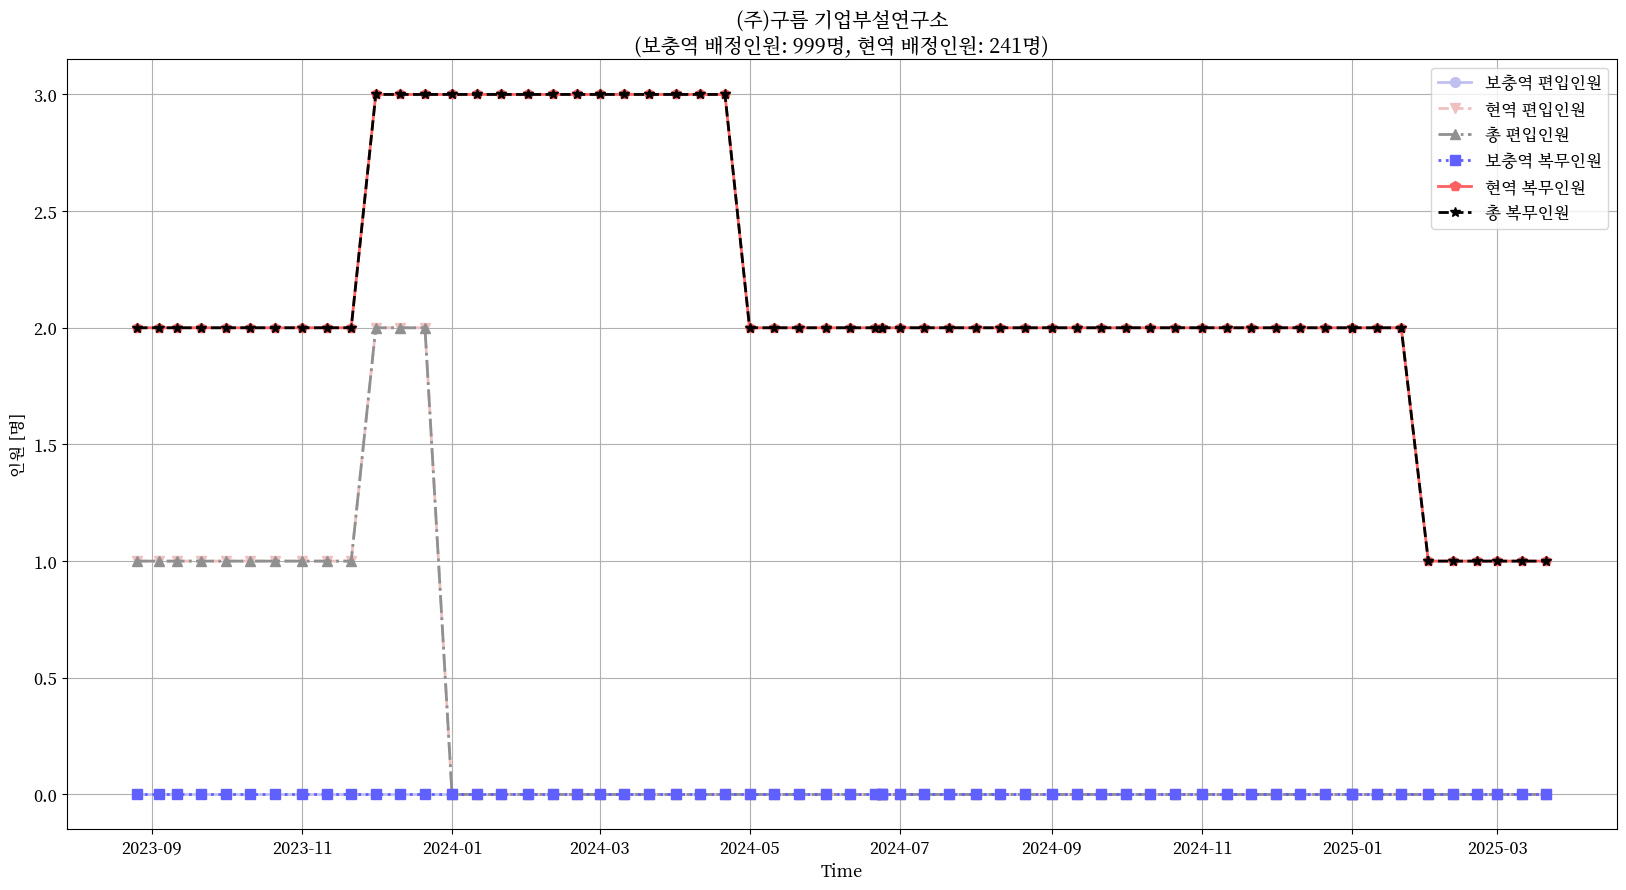 (주)구름 기업부설연구소
(보충역 배정인원: 999명, 현역 배정인원: 241명)
보충역 편입인원
현역 편입인원
총 편입인원
보충역 복무인원
현역 복무인원
총 복무인원
인원 [명]
3.0
2.5
2.0
1.5
1.0
0.5
0.0
2023-09
2023-11
2024-01
2024-03
2024-05
2024-07
2024-09
2024-11
2025-01
2025-03
Time